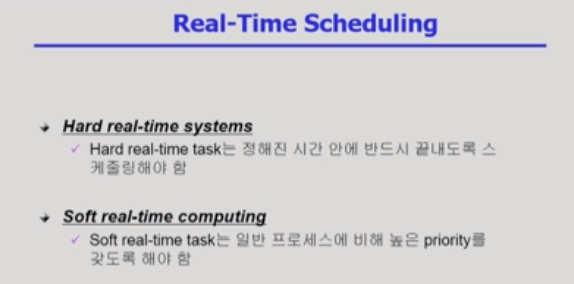 Real-Time Scheduling
Hard real-time systems
Hard real-time task는 정해진 시간 안에 반드시 끝내도록 스
케줄링해야 함
Soft real-time computing
Soft real-time task는 일반 프로세스에 비해 높은 priority를
갖도록 해야 함